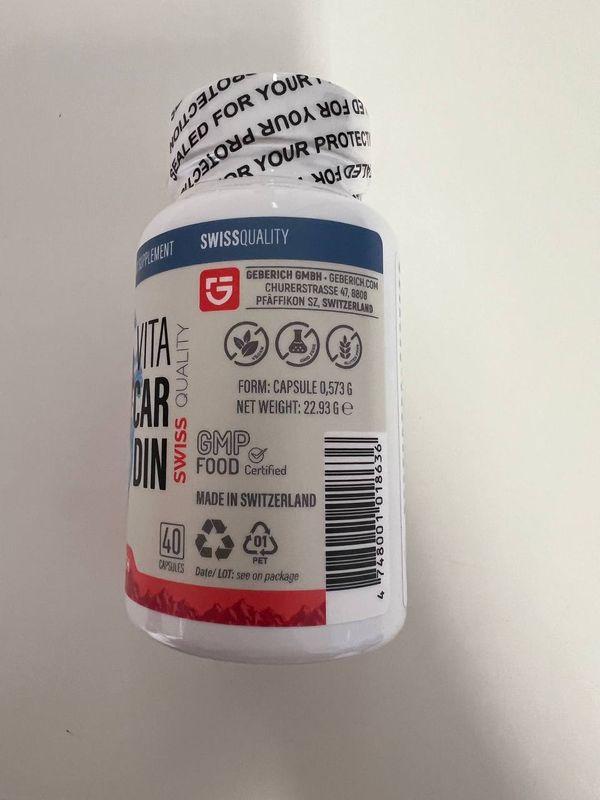 SEALED FOR YOUR
PROTECTION
SEALED FOR YOUR PROTECT
SUPPLEMENT
SWISSQUALITY
GEBERICH GMBH · GEBERICH.COM
CHURERSTRASSE 47, 8808
PFÄFFIKON SZ, SWITZERLAND
VITA
CAR
DIN
SWISS QUALITY
FORM: CAPSULE 0,573 G
NET WEIGHT: 22.93 G ℮
GMP
FOOD Certified
MADE IN SWITZERLAND
40
CAPSULES
01
PET
Date/ LOT: see on package
4 748001 018636